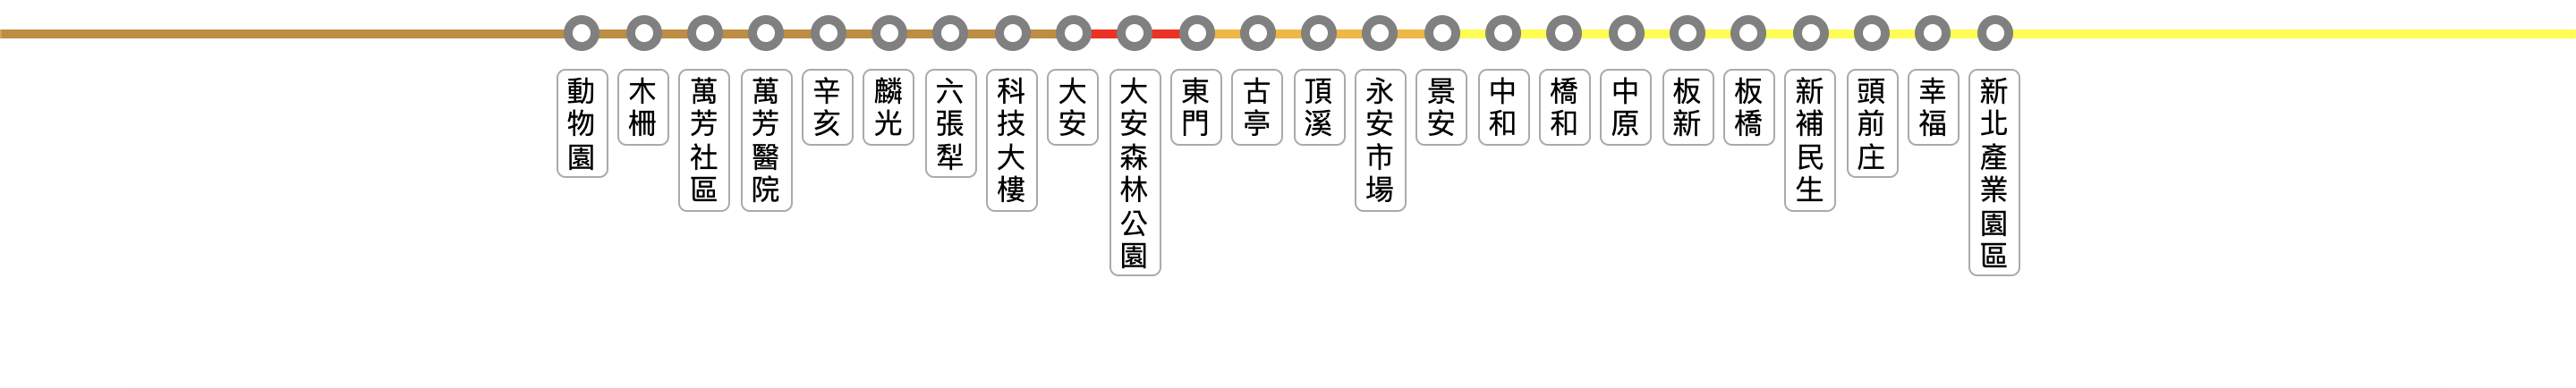 動物園
木柵
萬芳社區
萬芳醫院
辛亥
麟光
六張犁
科技大樓
大安
大安森林公園
東門
古亭
頂溪
永安市場
景安
中和
橋和
中原
板新
板橋
新補民生
頭前庄
幸福
新北產業園區